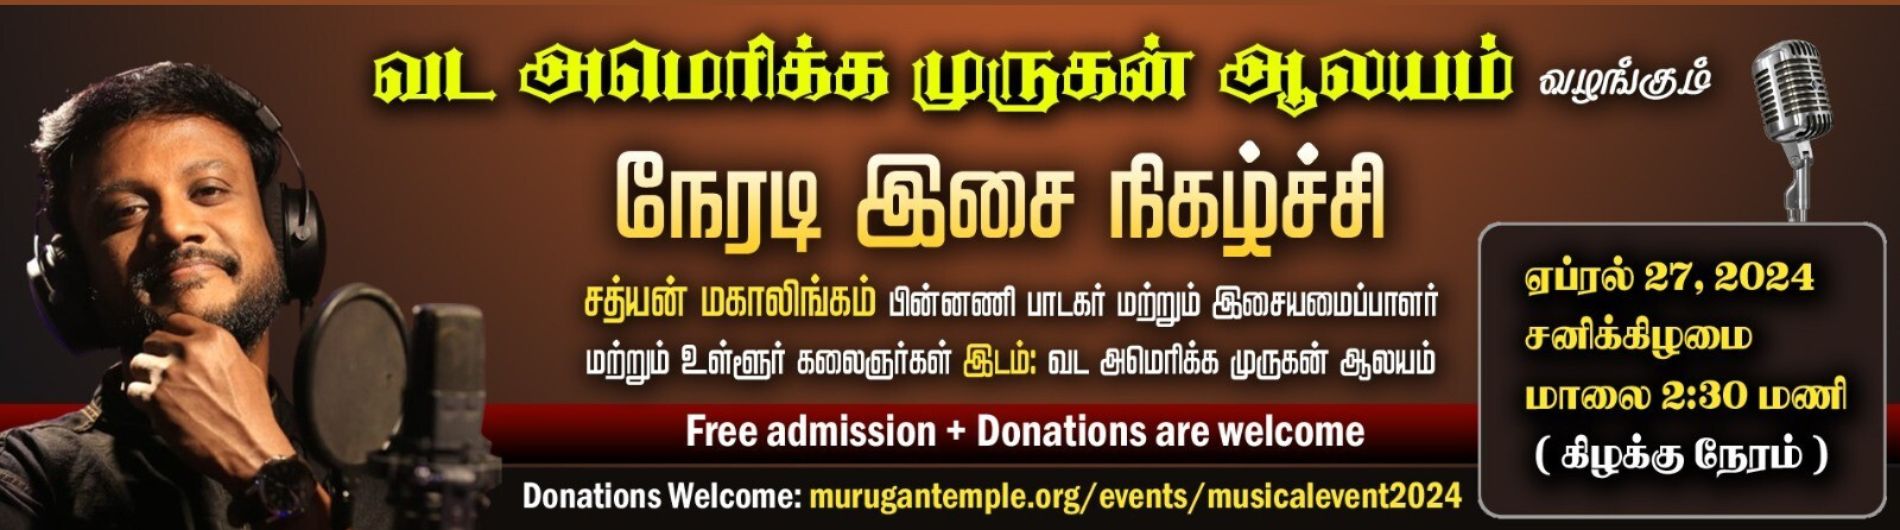 வட அமெரிக்க முருகன் ஆலயம் வழங்கும்
நேரடி இசை நிகழ்ச்சி
சத்யன் மகாலிங்கம் பின்னணி பாடகர் மற்றும் இசையமைப்பாளர்
மற்றும் உள்ளூர் கலைஞர்கள் இடம்: வட அமெரிக்க முருகன் ஆலயம்
Free admission + Donations are welcome
Donations Welcome: murugantemple.org/events/musicalevent2024
ஏப்ரல் 27, 2024
சனிக்கிழமை
மாலை 2:30 மணி
( கிழக்கு நேரம் )